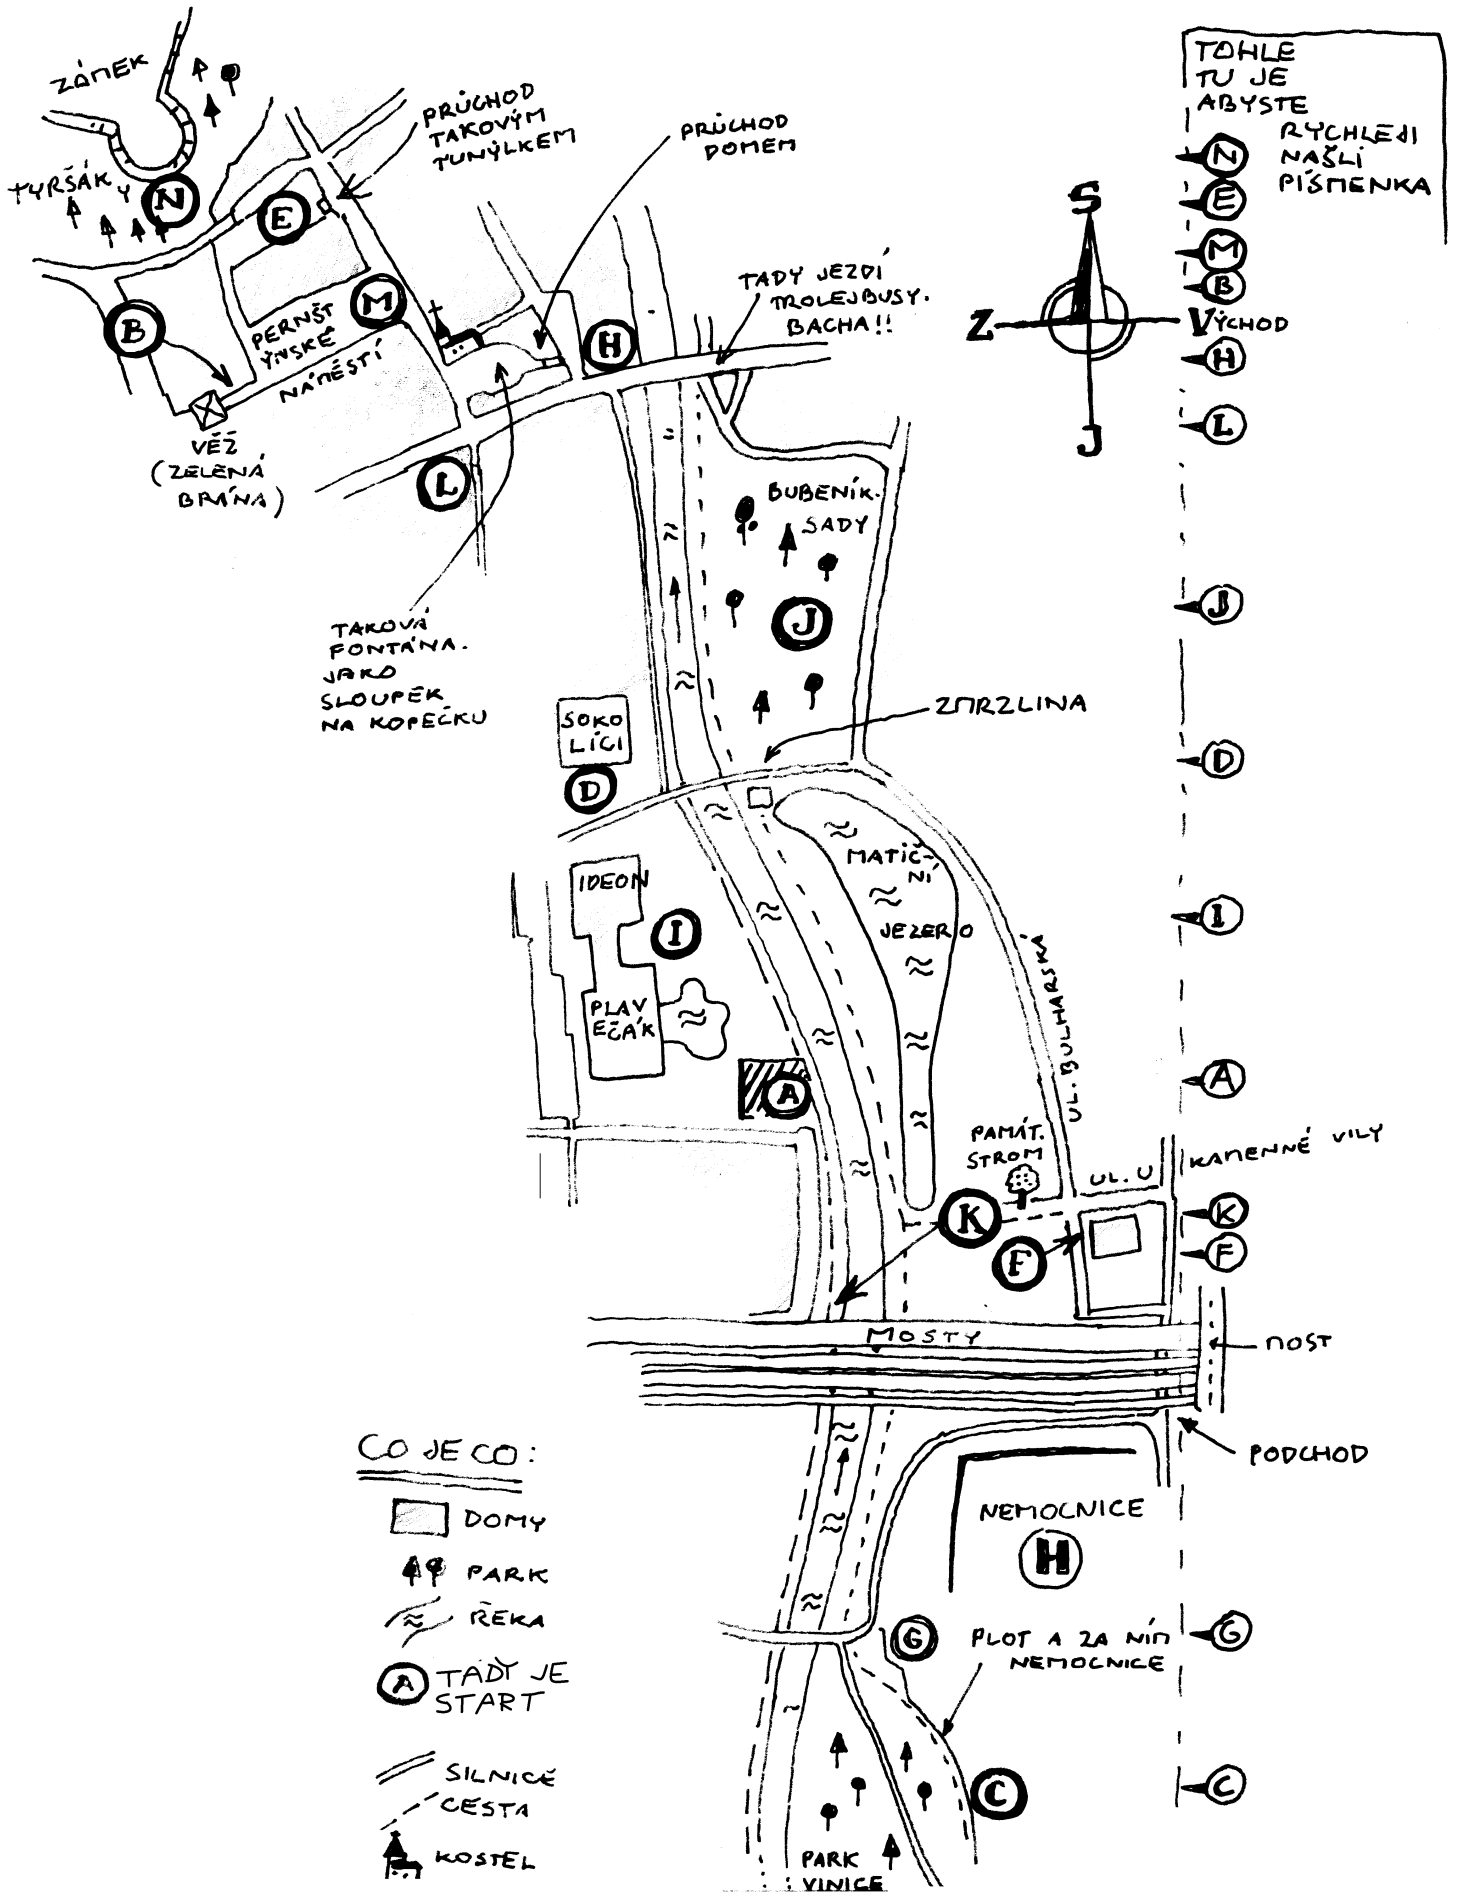 ZÁMEK
TYRŠÁKY
N
E
M
B
PRŮCHOD
TAKOVÝM
TUNÝLKEM
PRŮCHOD
DOMEM
H
TADY JEZDÍ
TROLEJBUSY.
BACHA!!
PERNŠT
ÝNSKÉ
NÁMĚSTÍ
VĚŽ
(ZELENÁ
BRÁNA)
L
TAKOVÁ
FONTÁNA.
JAKO
SLOUPEK
NA KOPEČKU
BUBENÍK.
SADY
J
SOKO
LÍCI
D
ZMRZLINA
IDEON
I
PLAV
EČÁK
A
MATIČ-
NÍ
JEZERO
UL. BULHARSKÁ
PAMÁT.
STROM
UL. U
KAMENNÉ VILY
K
F
MOSTY
MOST
PODCHOD
NEMOCNICE
H
G
PLOT A ZA NÍM
NEMOCNICE
C
PARK
VINICE
S
Z
VÝCHOD
J
TOHLE
TU JE
ABYSTE
RYCHLEJI
NAŠLI
PÍSMENKA
N
E
M
B
H
L
J
D
I
A
K
F
G
C
CO JE CO:
DOMY
PARK
ŘEKA
A TADY JE
START
SILNICE
CESTA
KOSTEL